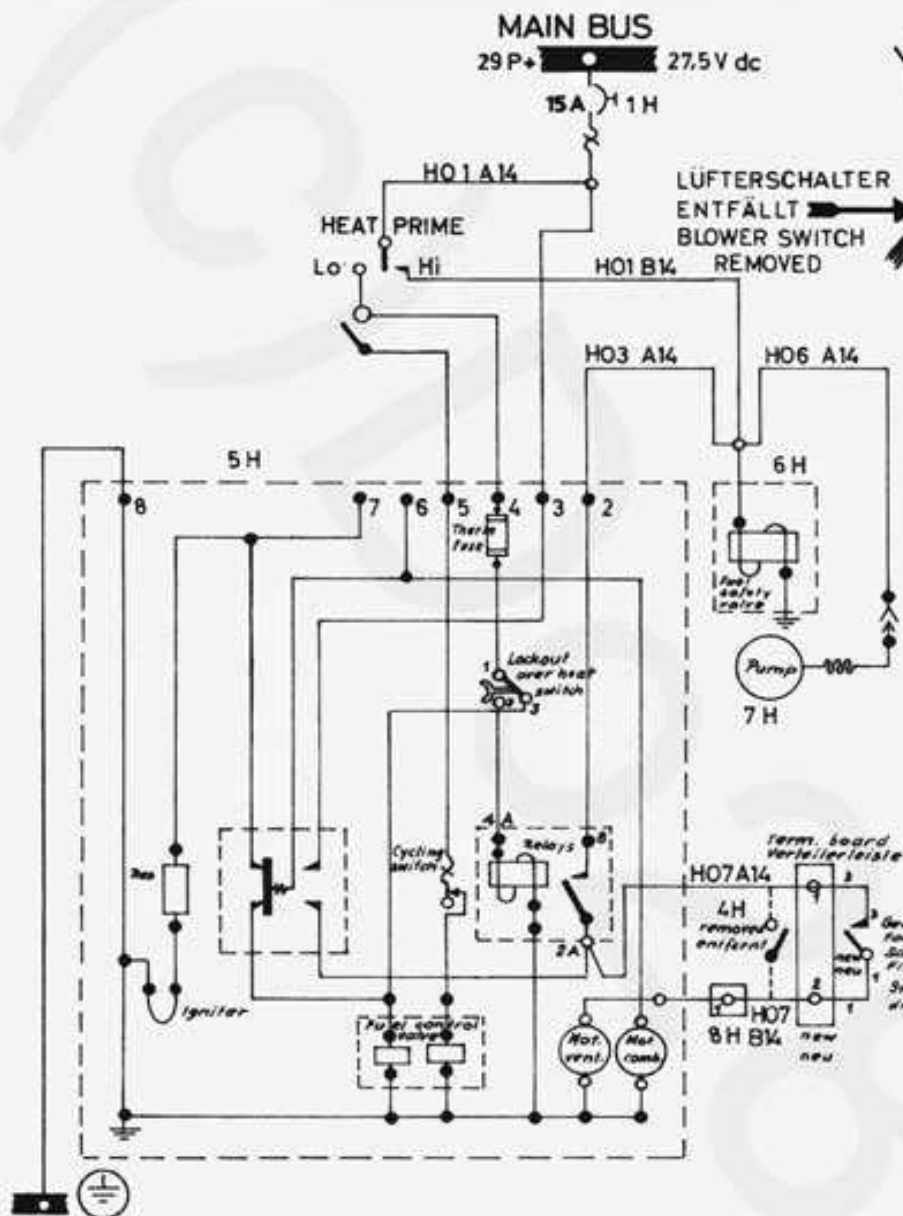 MAIN BUS
29 P+ 27,5 V dc
15A 1 H
HO1 A14
LÜFTERSCHALTER
ENTFÄLLT
BLOWER SWITCH
REMOVED
HEAT PRIME
Lo Hi
HO1 B14
HO3 A14
HO6 A14
5 H
6 H
8 7 6 5 4 3 2
Therm
fuse
Fuel
safety
valve
Pump
7 H
1 Lockout
over heat
switch
3
4 A
Relays
Cycling
switch
Term. board
Verteilerleiste
HO7A14
3
4H
removed
entfernt
2A
3
new
neu
1
2
1
Igniter
Fuel control
valve
Mot.
vent.
Mot
comb.
1
8 H
HO7
B14
new
neu